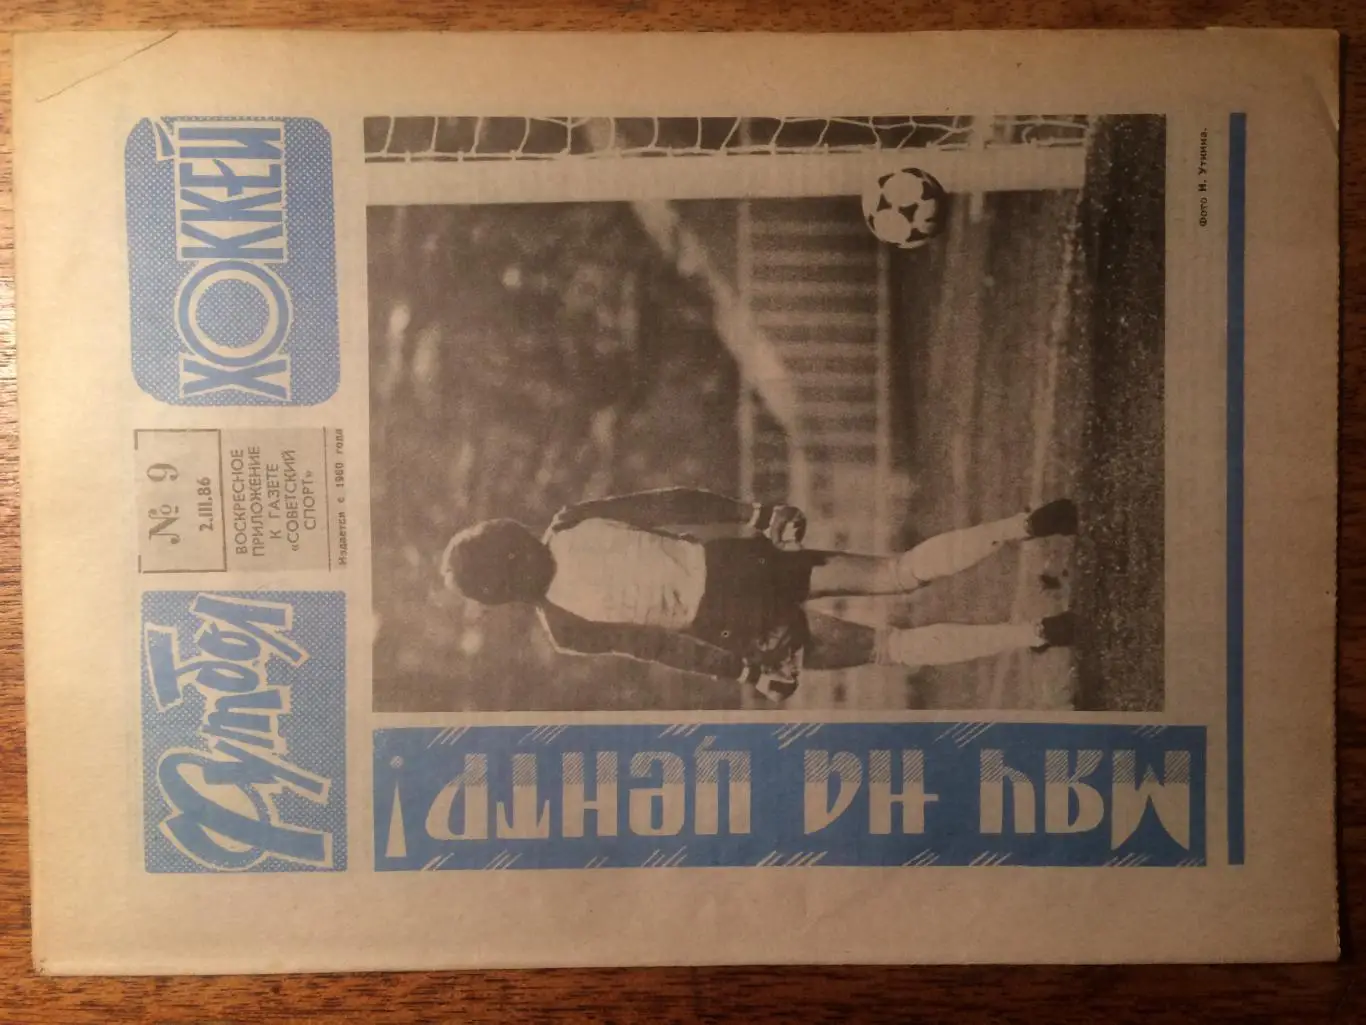 Футбол
№ 9
2.III.86
ВОСКРЕСНОЕ
ПРИЛОЖЕНИЕ
К ГАЗЕТЕ
«СОВЕТСКИЙ
СПОРТ»
Издается с 1960 года
ХОККЕЙ
Мяч на центр!
Фото Н. Уткина.